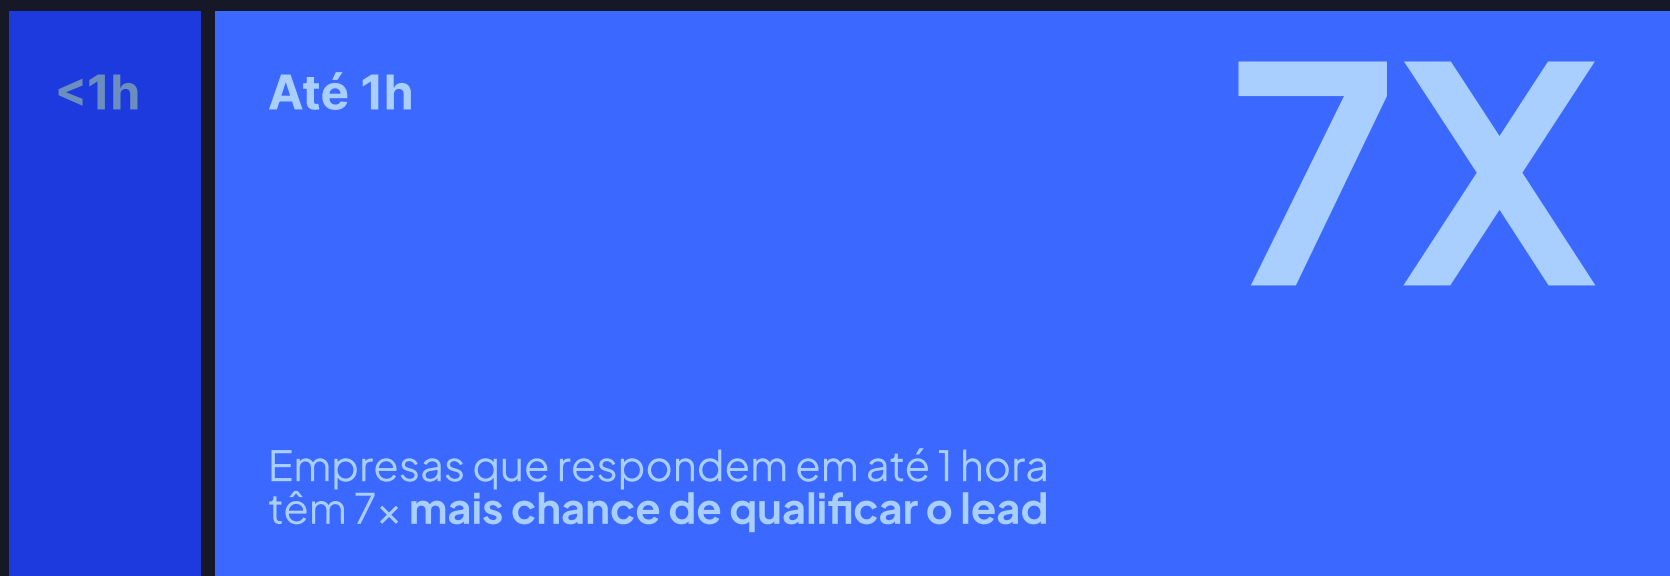 <1h
Até 1h
7X
Empresas que respondem em até 1 hora
têm 7× mais chance de qualificar o lead